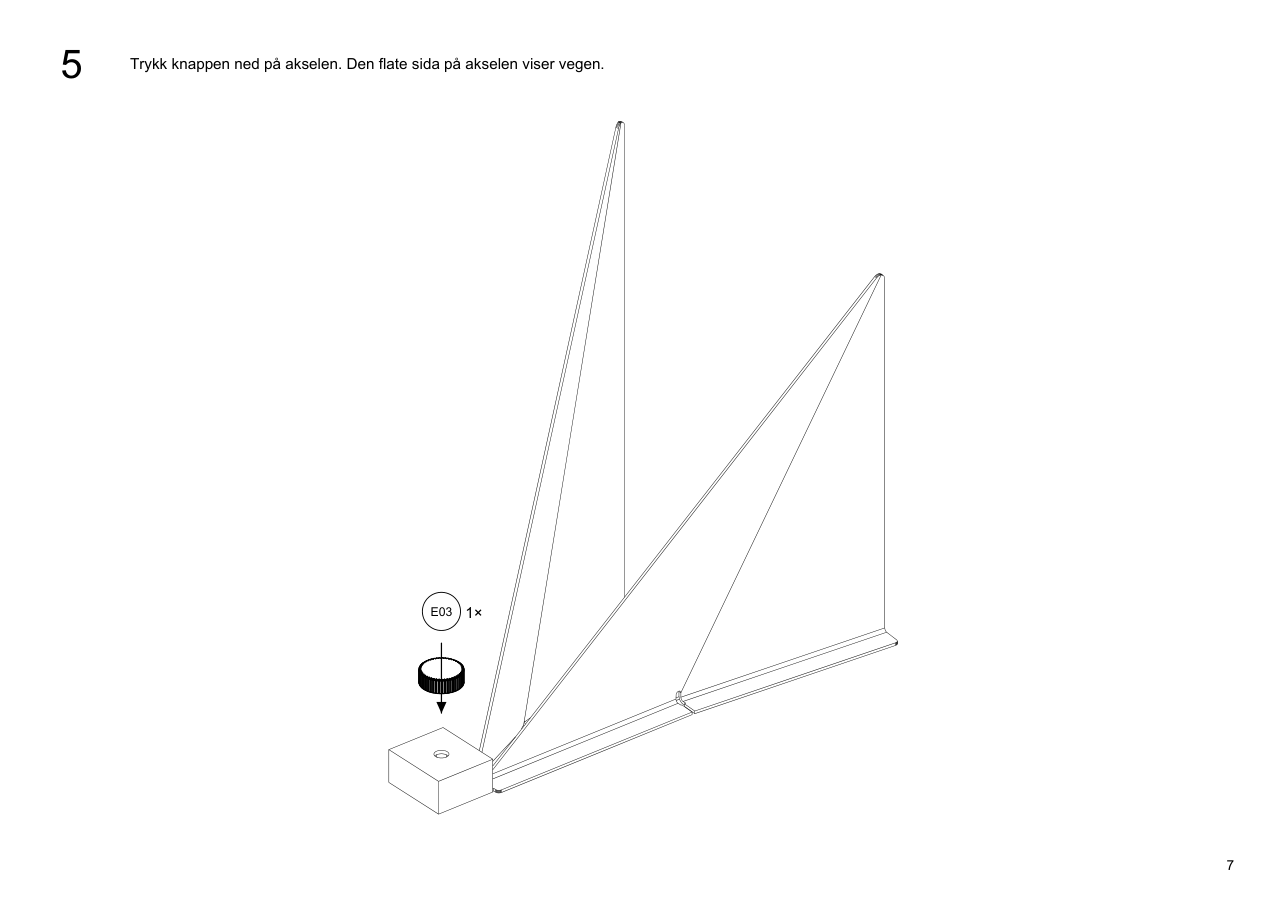 5
Trykk knappen ned på akselen. Den flate sida på akselen viser vegen.
E03 1×
7